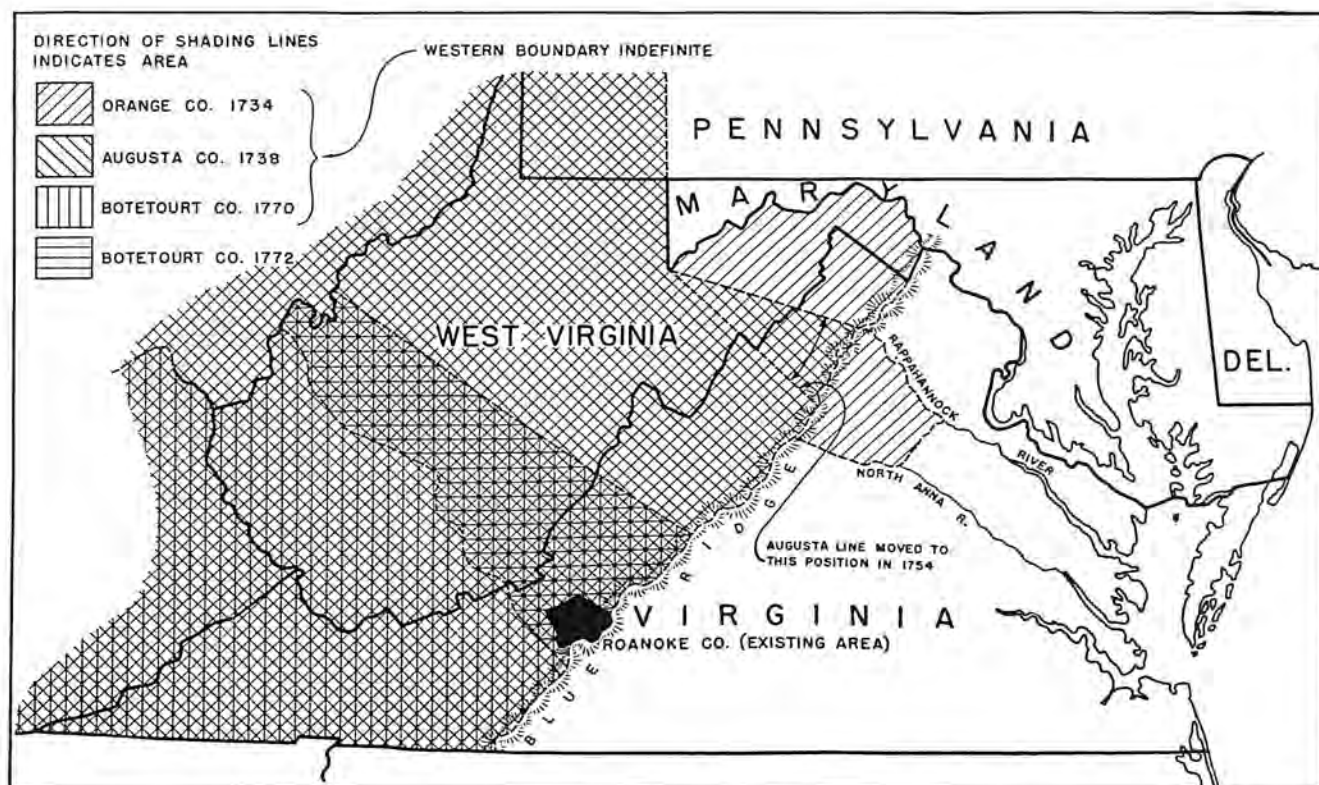 DIRECTION OF SHADING LINES
INDICATES AREA
WESTERN BOUNDARY INDEFINITE
ORANGE CO. 1734
AUGUSTA CO. 1738
BOTETOURT CO. 1770
BOTETOURT CO. 1772
PENNSYLVANIA
MARYLAND
WEST VIRGINIA
DEL.
RAPPAHANNOCK
RIVER
NORTH ANNA R.
BLUE RIDGE
AUGUSTA LINE MOVED TO
THIS POSITION IN 1754
VIRGINIA
ROANOKE CO. (EXISTING AREA)